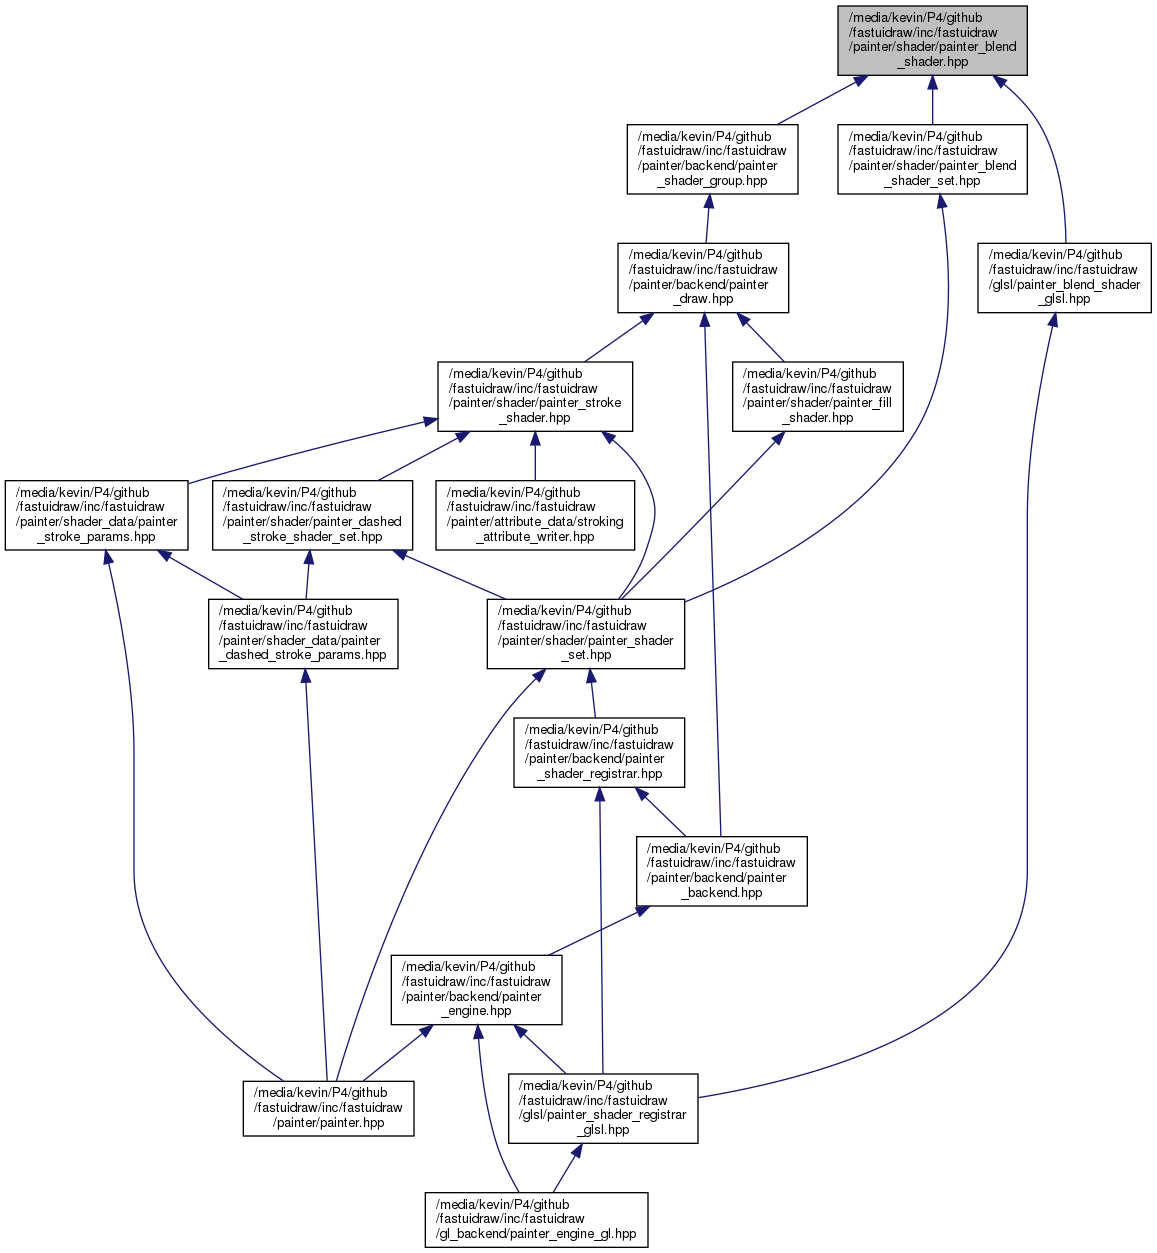 /media/kevin/P4/github
/fastuidraw/inc/fastuidraw
/painter/shader/painter_blend
_shader.hpp
/media/kevin/P4/github
/fastuidraw/inc/fastuidraw
/painter/backend/painter
_shader_group.hpp
/media/kevin/P4/github
/fastuidraw/inc/fastuidraw
/painter/shader/painter_blend
_shader_set.hpp
/media/kevin/P4/github
/fastuidraw/inc/fastuidraw
/painter/backend/painter
_draw.hpp
/media/kevin/P4/github
/fastuidraw/inc/fastuidraw
/glsl/painter_blend_shader
_glsl.hpp
/media/kevin/P4/github
/fastuidraw/inc/fastuidraw
/painter/shader/painter_stroke
_shader.hpp
/media/kevin/P4/github
/fastuidraw/inc/fastuidraw
/painter/shader/painter_fill
_shader.hpp
/media/kevin/P4/github
/fastuidraw/inc/fastuidraw
/painter/shader_data/painter
_stroke_params.hpp
/media/kevin/P4/github
/fastuidraw/inc/fastuidraw
/painter/shader/painter_dashed
_stroke_shader_set.hpp
/media/kevin/P4/github
/fastuidraw/inc/fastuidraw
/painter/attribute_data/stroking
_attribute_writer.hpp
/media/kevin/P4/github
/fastuidraw/inc/fastuidraw
/painter/shader_data/painter
_dashed_stroke_params.hpp
/media/kevin/P4/github
/fastuidraw/inc/fastuidraw
/painter/shader/painter_shader
_set.hpp
/media/kevin/P4/github
/fastuidraw/inc/fastuidraw
/painter/backend/painter
_shader_registrar.hpp
/media/kevin/P4/github
/fastuidraw/inc/fastuidraw
/painter/backend/painter
_backend.hpp
/media/kevin/P4/github
/fastuidraw/inc/fastuidraw
/painter/backend/painter
_engine.hpp
/media/kevin/P4/github
/fastuidraw/inc/fastuidraw
/painter/painter.hpp
/media/kevin/P4/github
/fastuidraw/inc/fastuidraw
/glsl/painter_shader_registrar
_glsl.hpp
/media/kevin/P4/github
/fastuidraw/inc/fastuidraw
/gl_backend/painter_engine_gl.hpp